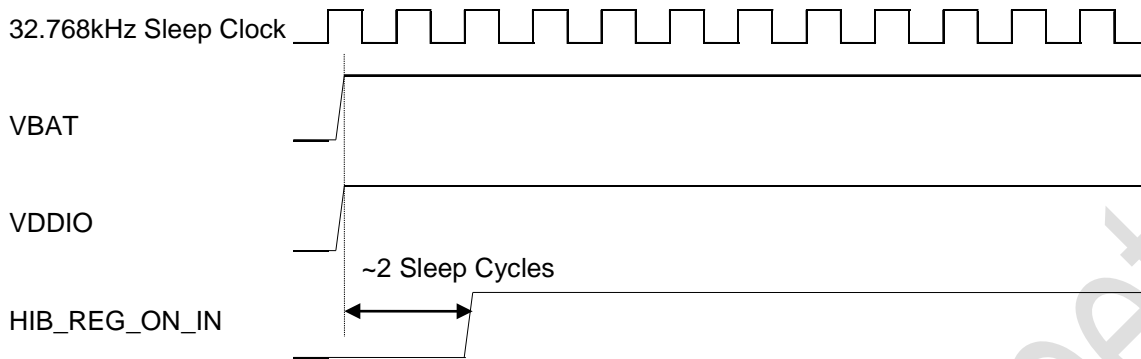 32.768kHz Sleep Clock
VBAT
VDDIO
~2 Sleep Cycles
HIB_REG_ON_IN